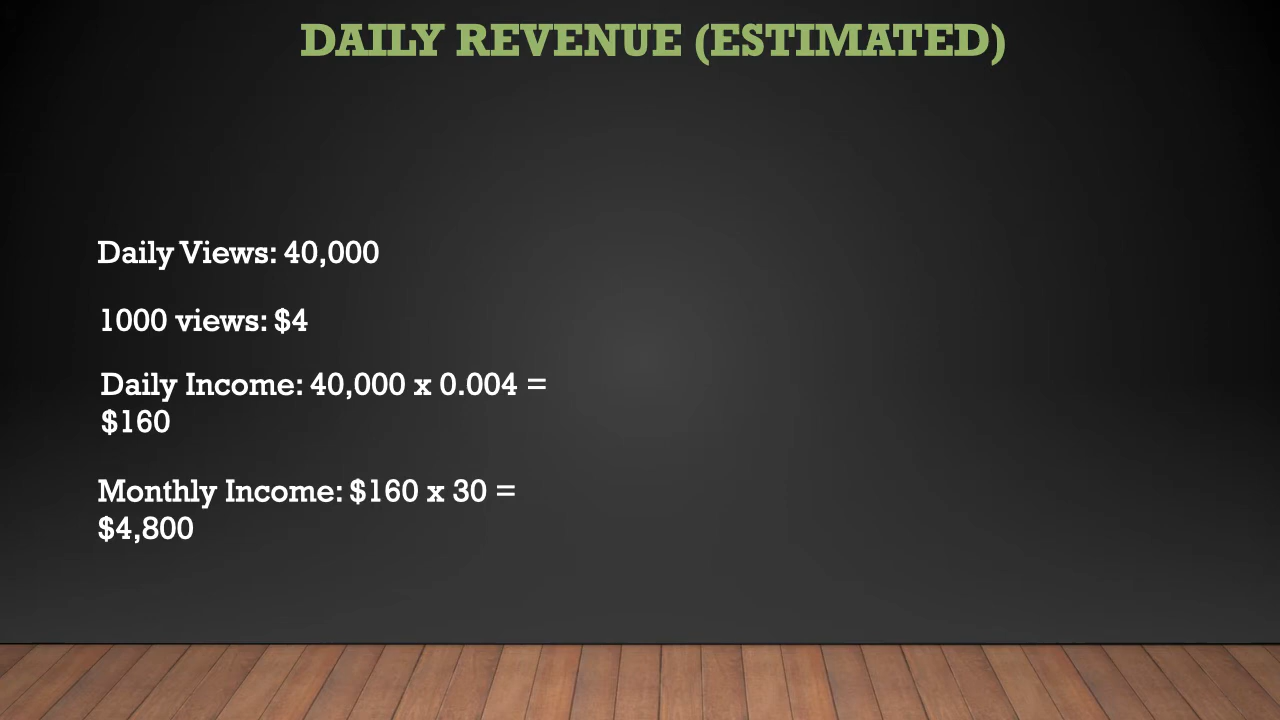 DAILY REVENUE (ESTIMATED)
Daily Views: 40,000
1000 views: $4
Daily Income: 40,000 x 0.004 =
$160
Monthly Income: $160 x 30 =
$4,800